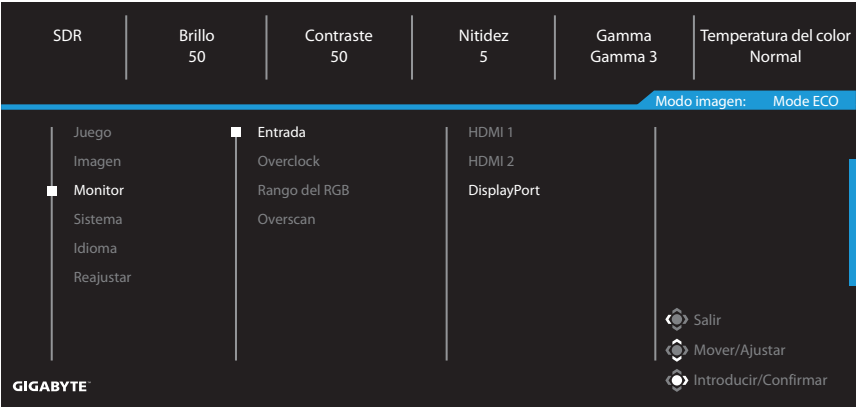 SDR
Brillo
50
Contraste
50
Nitidez
5
Gamma
Gamma 3
Temperatura del color
Normal
Modo imagen: Mode ECO
Juego
Imagen
Monitor
Sistema
Idioma
Reajustar
Entrada
Overclock
Rango del RGB
Overscan
HDMI 1
HDMI 2
DisplayPort
Salir
Mover/Ajustar
Introducir/Confirmar
GIGABYTE™